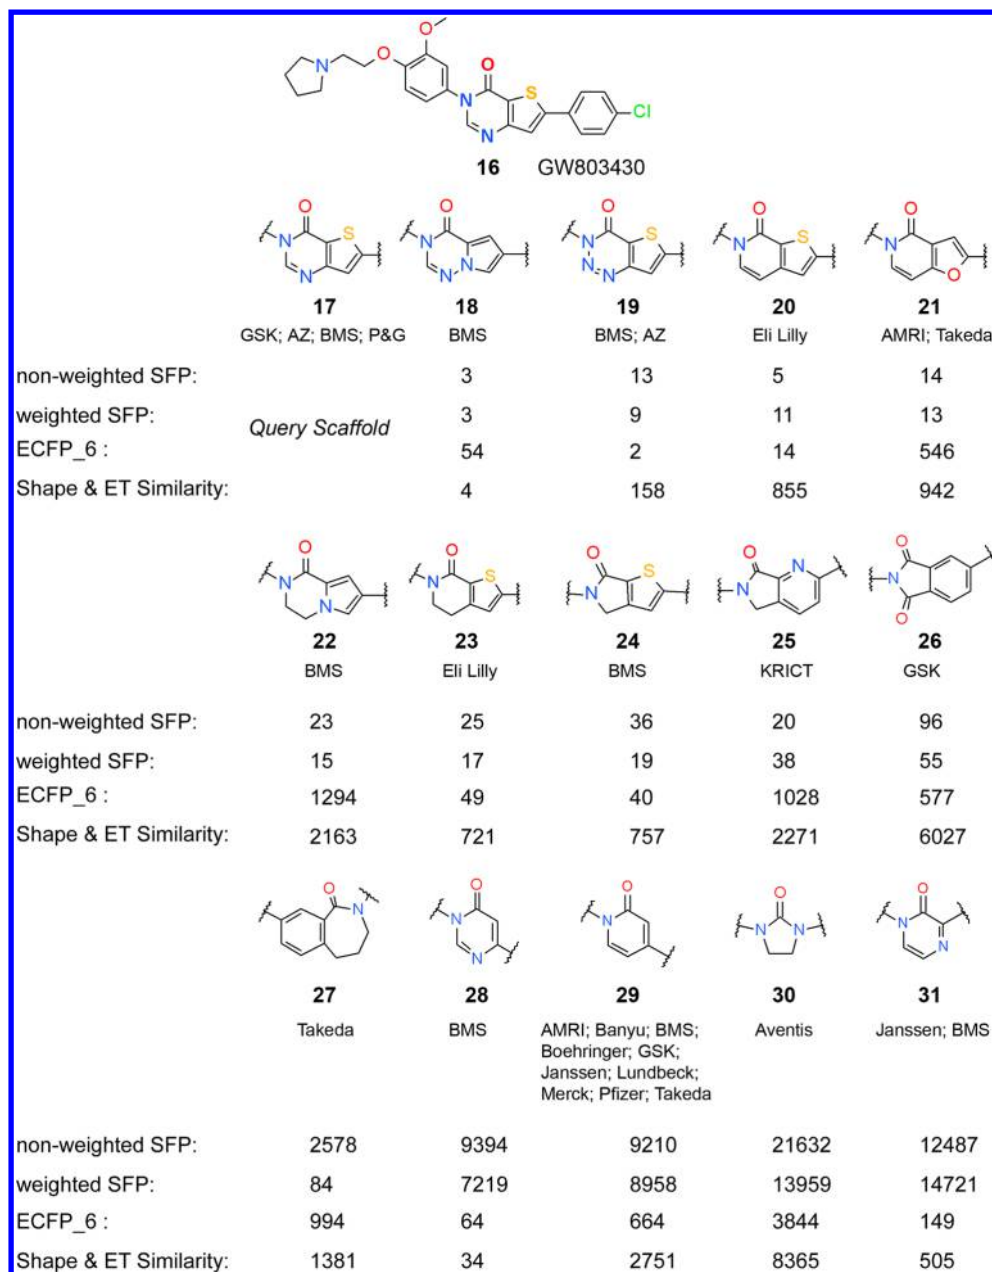 O
O
O
N
N
S
Cl
N
16 GW803430
O
O
O
O
O
N
S
N
N
S
N
S
N
N
N
N
N
N
O
17
18
19
20
21
GSK; AZ; BMS; P&G
BMS
BMS; AZ
Eli Lilly
AMRI; Takeda
non-weighted SFP: 3 13 5 14
weighted SFP: 3 9 11 13
Query Scaffold
ECFP_6 : 54 2 14 546
Shape & ET Similarity: 4 158 855 942
O
O
O
O
O
N
N
N
S
N
S
N
N
N
O
22
23
24
25
26
BMS
Eli Lilly
BMS
KRICT
GSK
non-weighted SFP: 23 25 36 20 96
weighted SFP: 15 17 19 38 55
ECFP_6 : 1294 49 40 1028 577
Shape & ET Similarity: 2163 721 757 2271 6027
O
O
O
O
O
N
N
N
N
N
N
N
N
27
28
29
30
31
Takeda
BMS
AMRI; Banyu; BMS;
Boehringer; GSK;
Janssen; Lundbeck;
Merck; Pfizer; Takeda
Aventis
Janssen; BMS
non-weighted SFP: 2578 9394 9210 21632 12487
weighted SFP: 84 7219 8958 13959 14721
ECFP_6 : 994 64 664 3844 149
Shape & ET Similarity: 1381 34 2751 8365 505